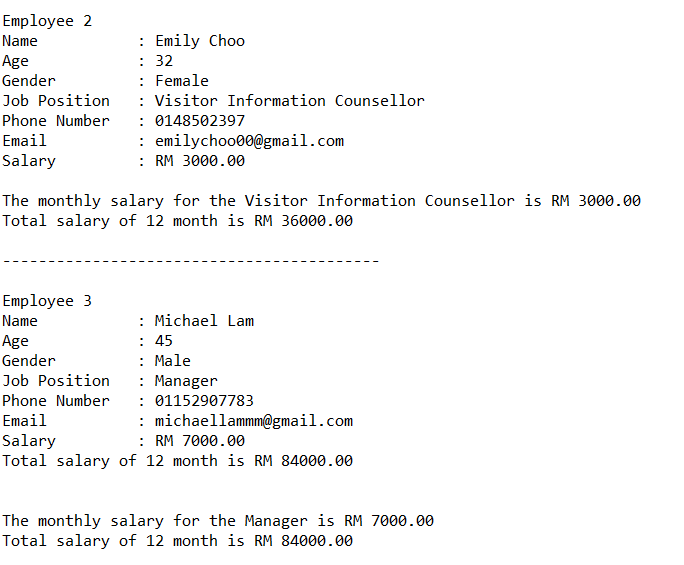 Employee 2
Name : Emily Choo
Age : 32
Gender : Female
Job Position : Visitor Information Counsellor
Phone Number : 0148502397
Email : emilychoo00@gmail.com
Salary : RM 3000.00
The monthly salary for the Visitor Information Counsellor is RM 3000.00
Total salary of 12 month is RM 36000.00
------------------------------------------
Employee 3
Name : Michael Lam
Age : 45
Gender : Male
Job Position : Manager
Phone Number : 01152907783
Email : michaellammm@gmail.com
Salary : RM 7000.00
Total salary of 12 month is RM 84000.00
The monthly salary for the Manager is RM 7000.00
Total salary of 12 month is RM 84000.00